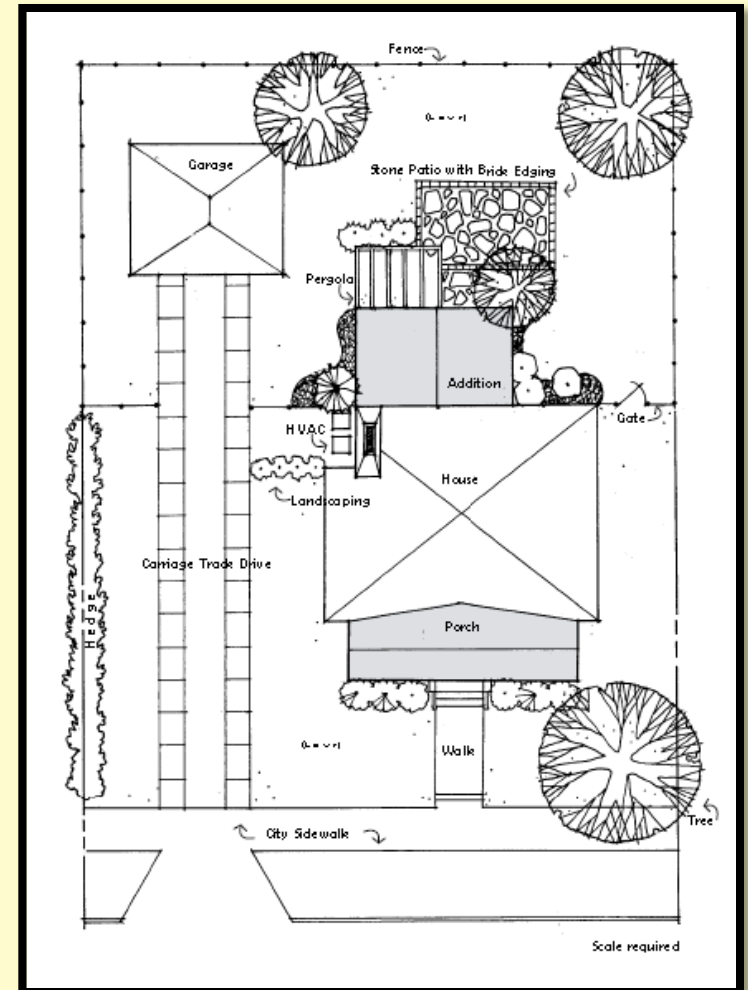 Fence
Garage
Stone Patio with Bride Edging
Pergola
Addition
Gate
HVAC
House
Landscaping
Carriage Trade Drive
Hedge
Porch
Walk
Tree
City Sidewalk
Scale required